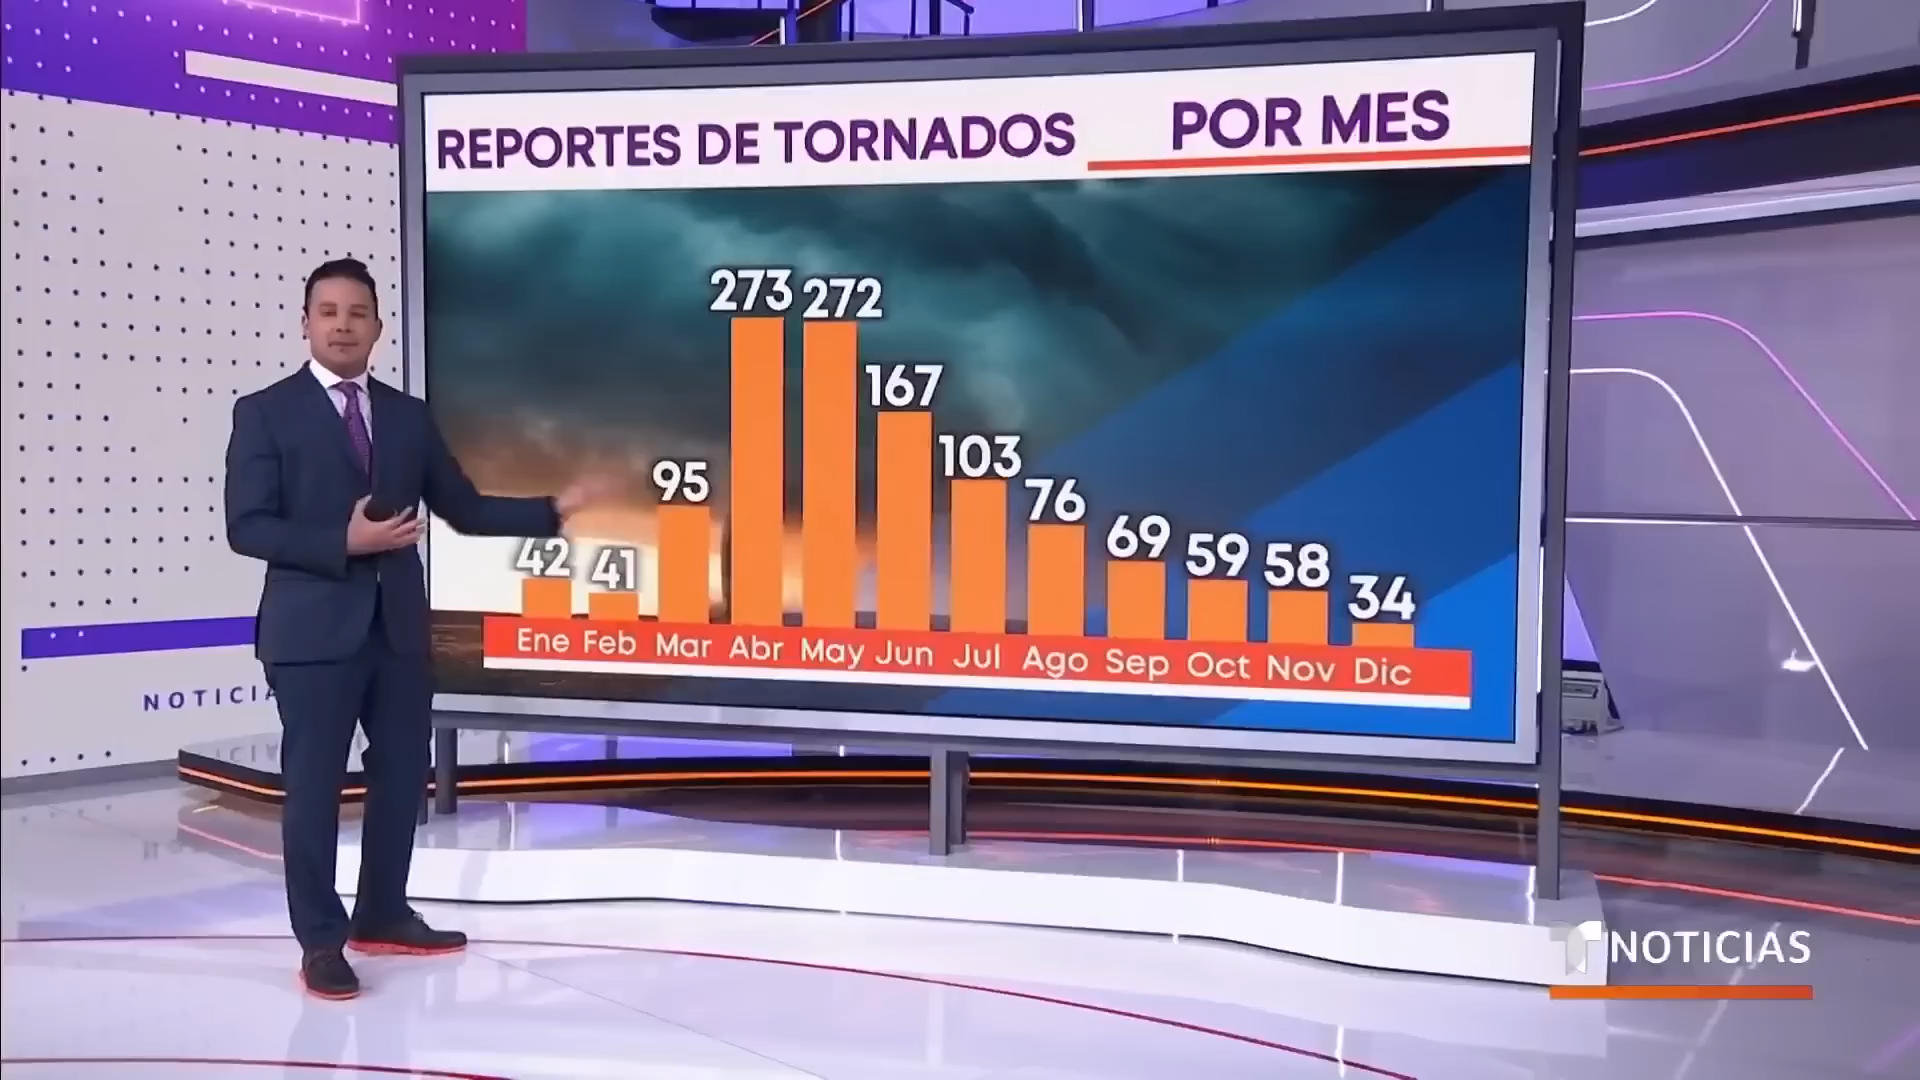 REPORTES DE TORNADOS POR MES
273 272
167
103
95
76
69
59 58
42 41
34
Ene Feb Mar Abr May Jun Jul Ago Sep Oct Nov Dic
NOTICIA
NOTICIAS